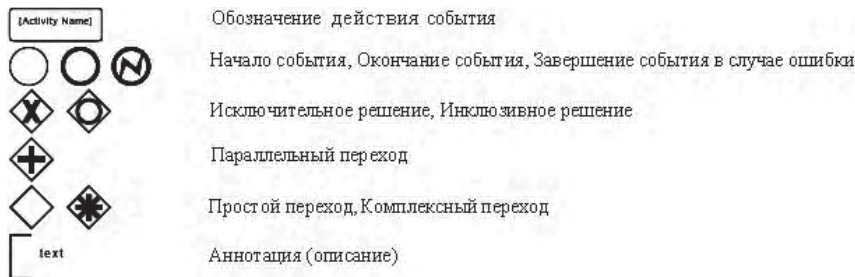 [Activity Name] Обозначение действия события
Начало события, Окончание события, Завершение события в случае ошибки
Исключительное решение, Инклюзивное решение
Параллельный переход
Простой переход, Комплексный переход
text Аннотация (описание)